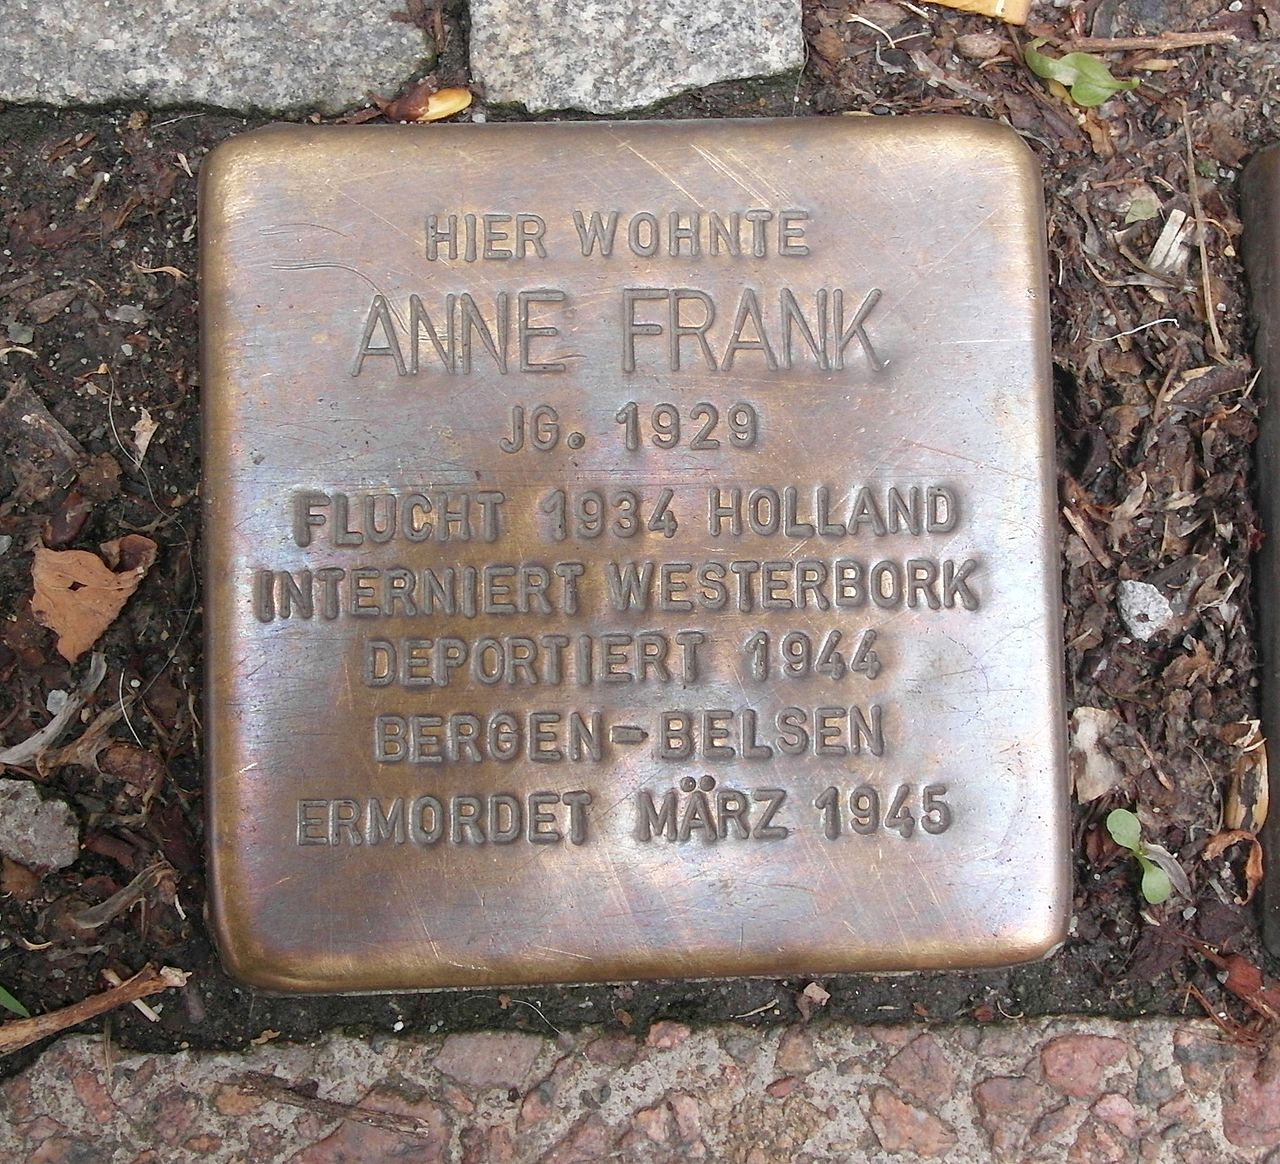 HIER WOHNTE
ANNE FRANK
JG. 1929
FLUCHT 1934 HOLLAND
INTERNIERT WESTERBORK
DEPORTIERT 1944
BERGEN-BELSEN
ERMORDET MÄRZ 1945